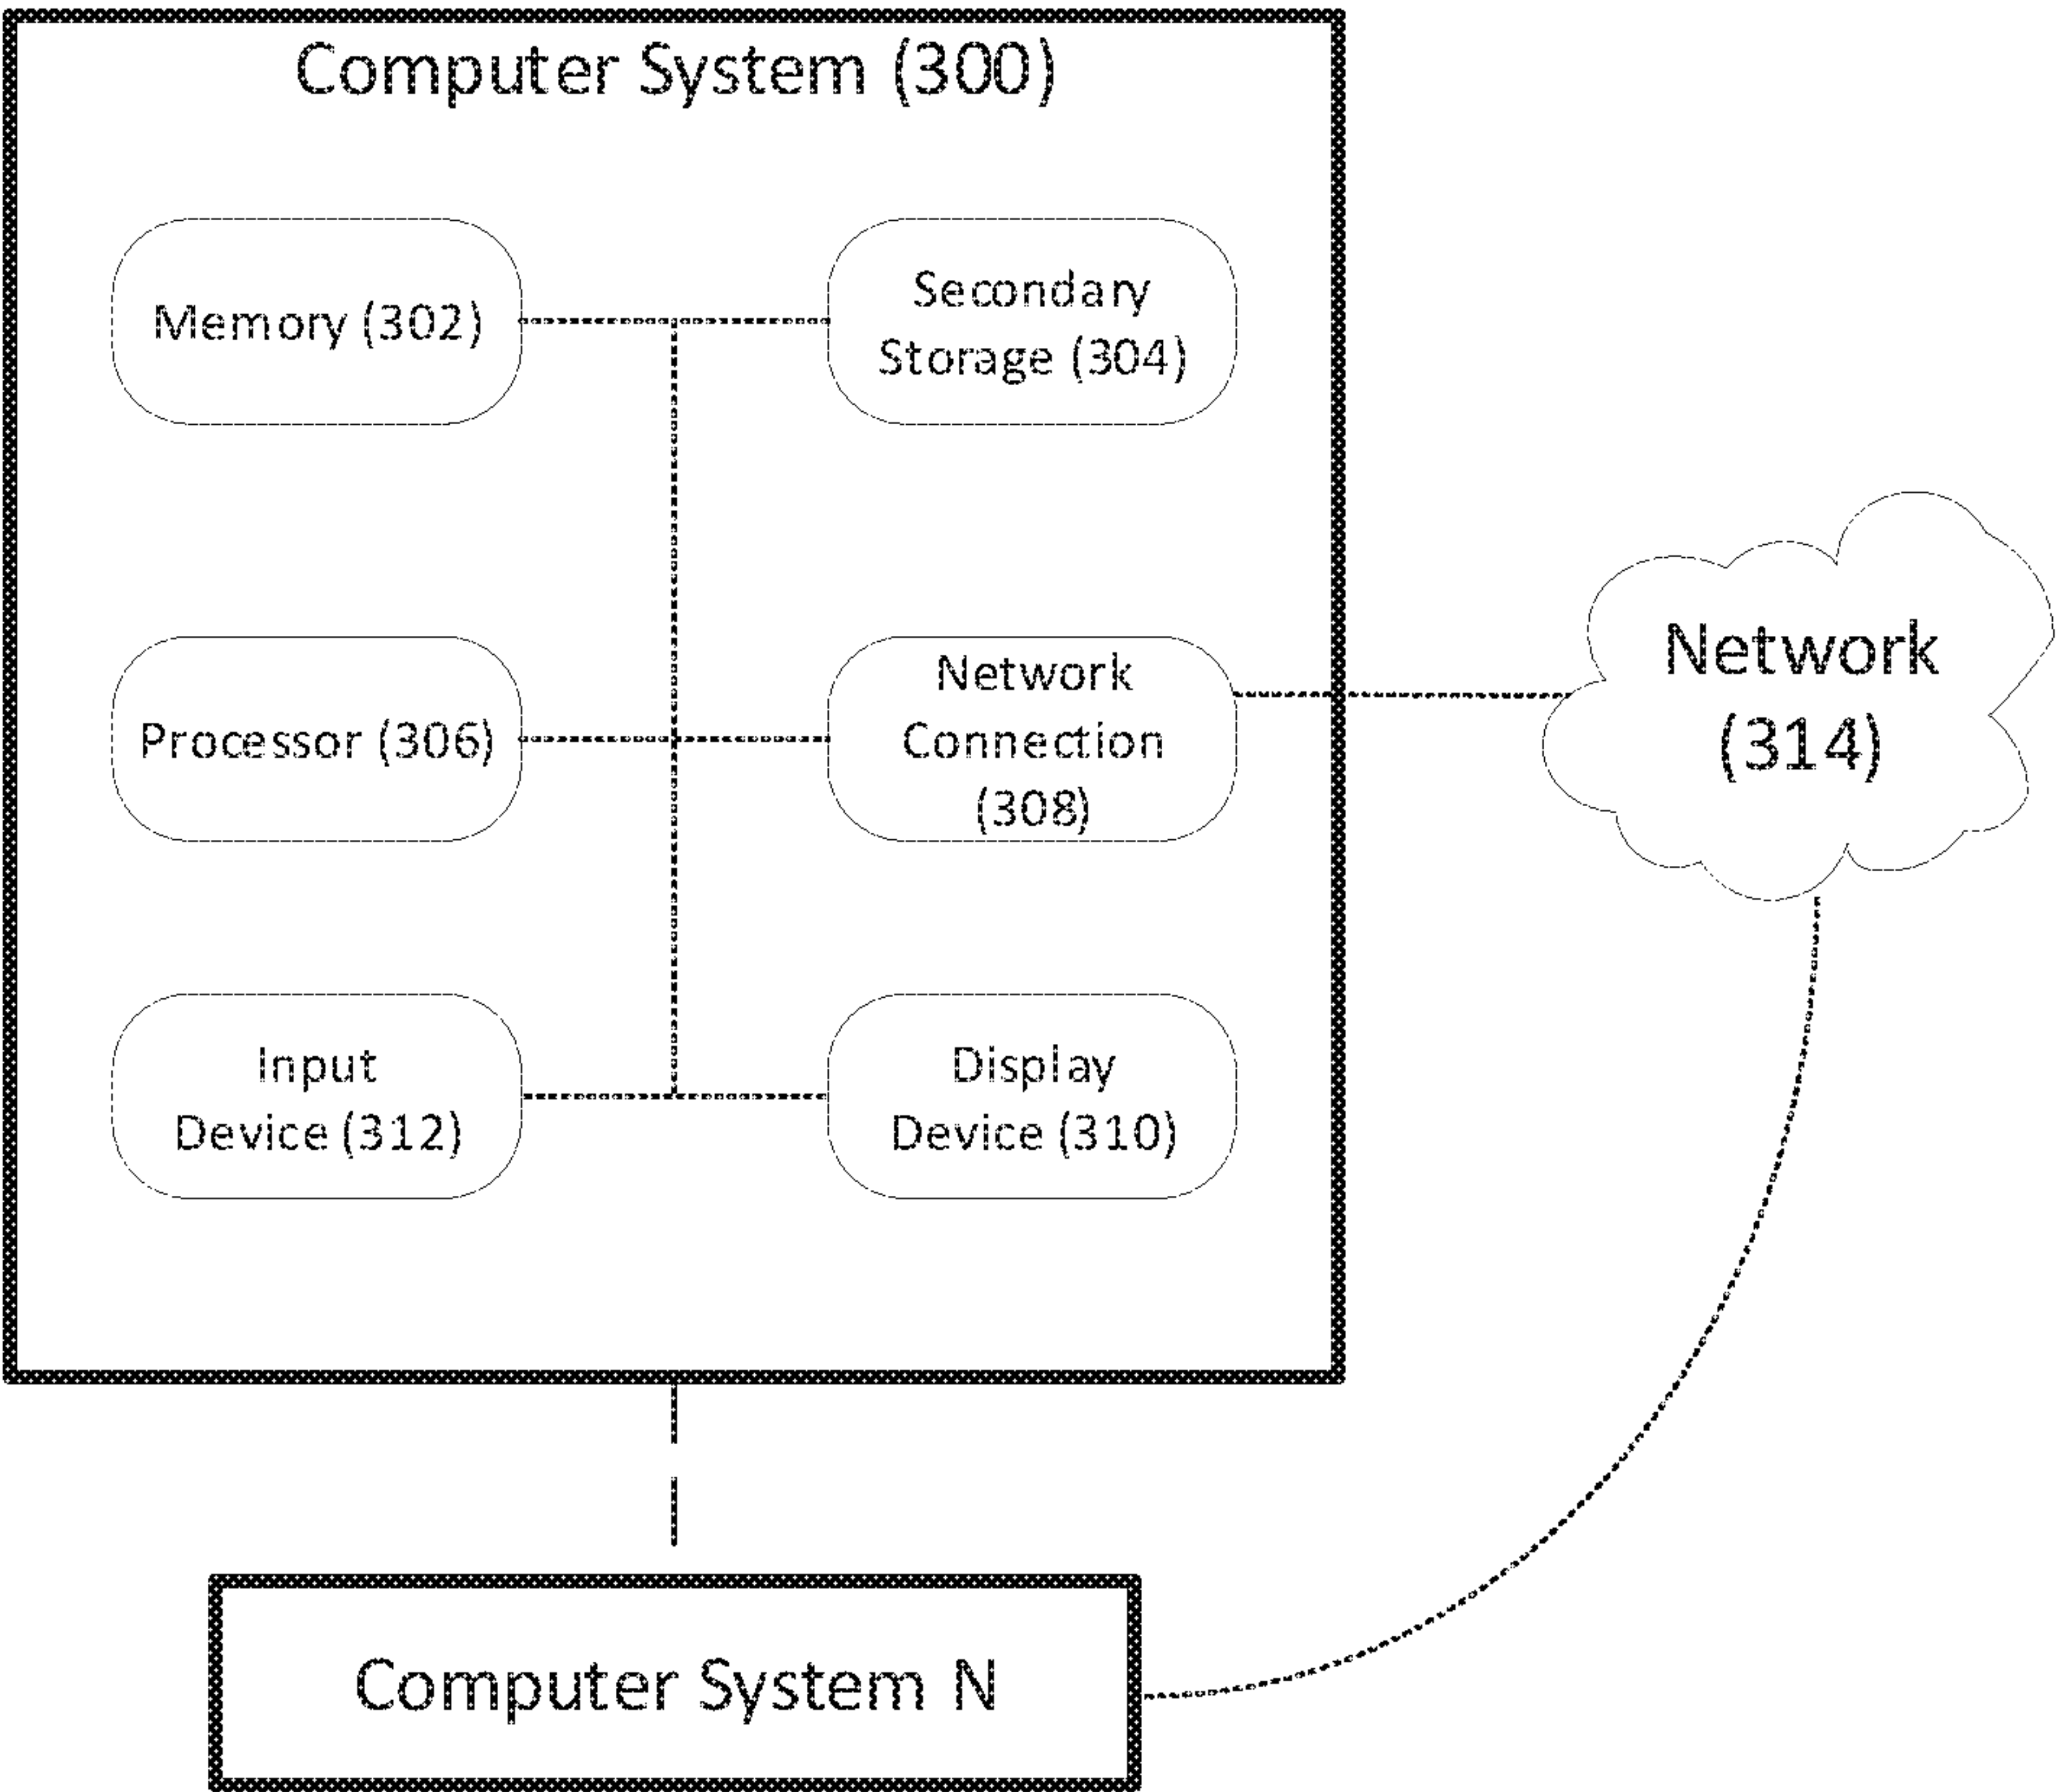 Computer System (300)
Memory (302)
Secondary
Storage (304)
Processor (306)
Network
Connection
(308)
Network
(314)
Input
Device (312)
Display
Device (310)
Computer System N